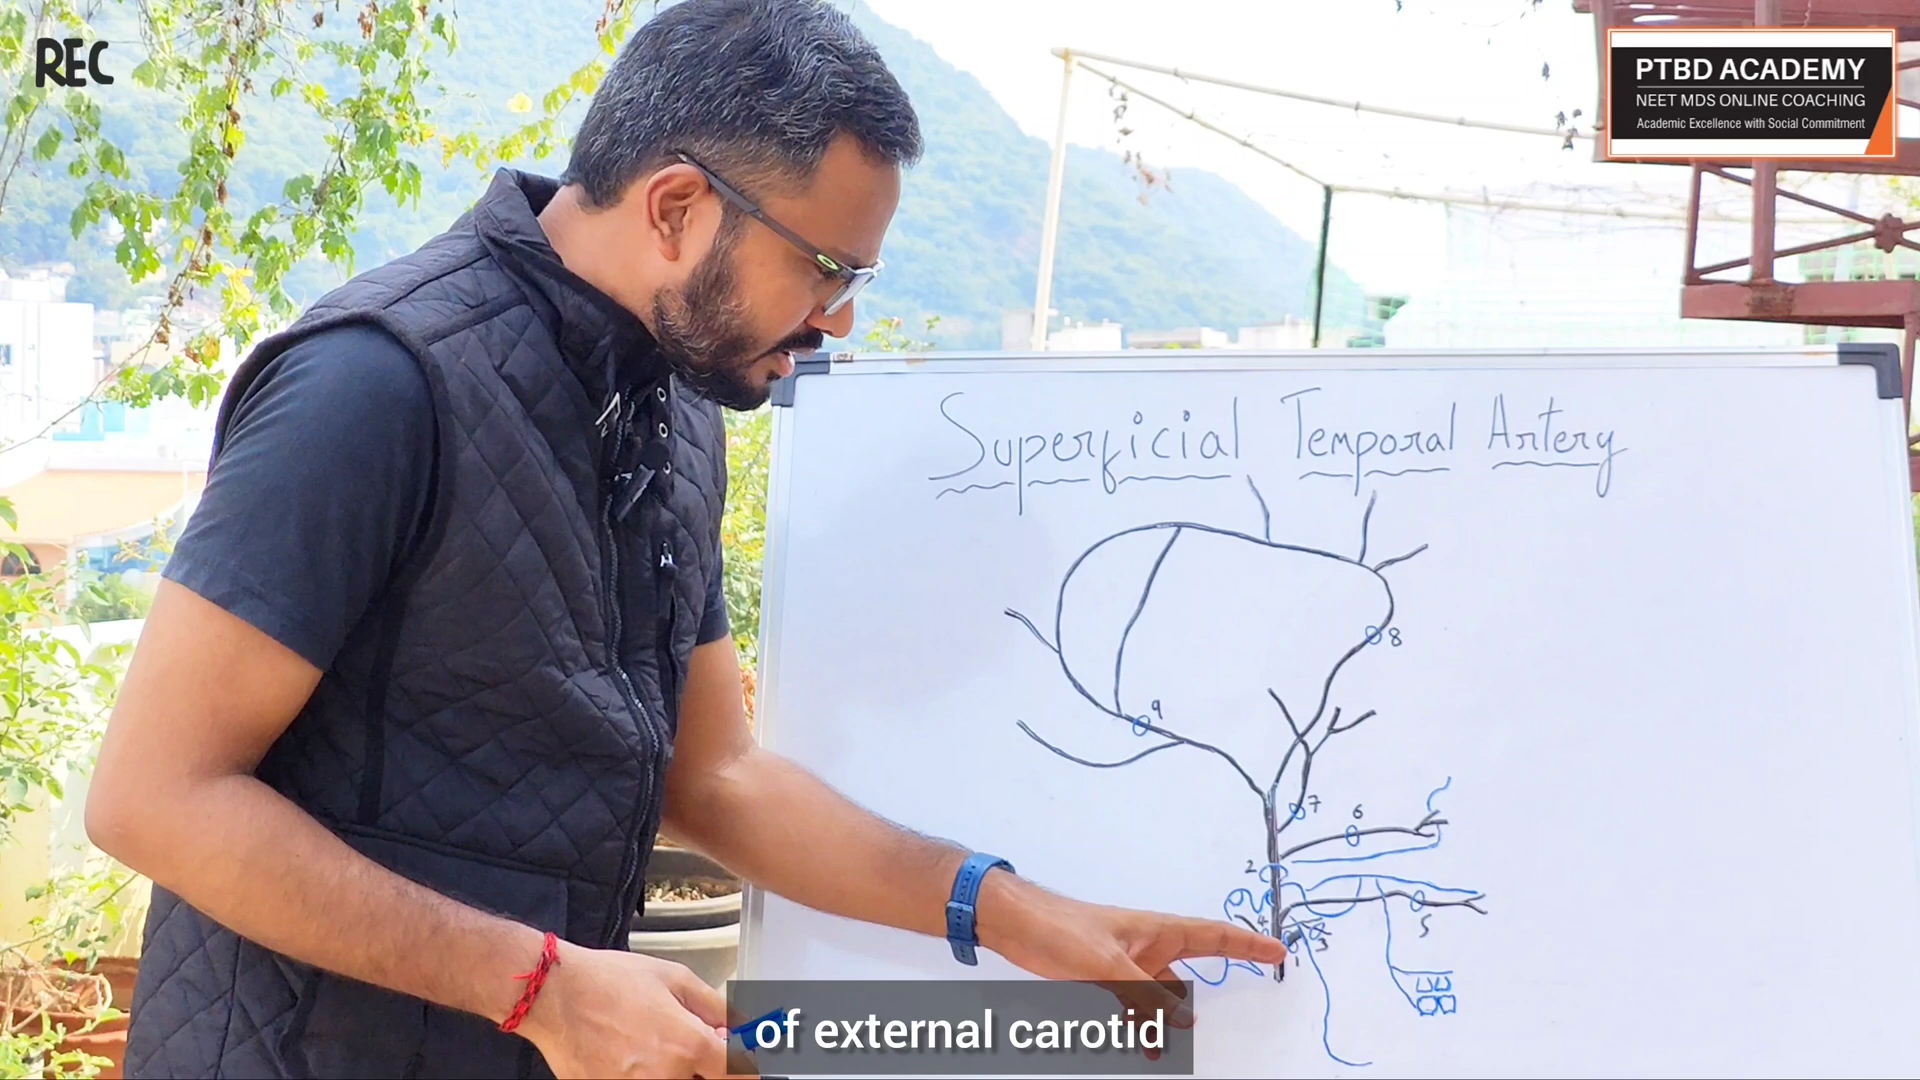 REC
PTBD ACADEMY
NEET MDS ONLINE COACHING
Academic Excellence with Social Commitment
Superficial Temporal Artery
8
9
7
6
2
5
4
3
1
of external carotid